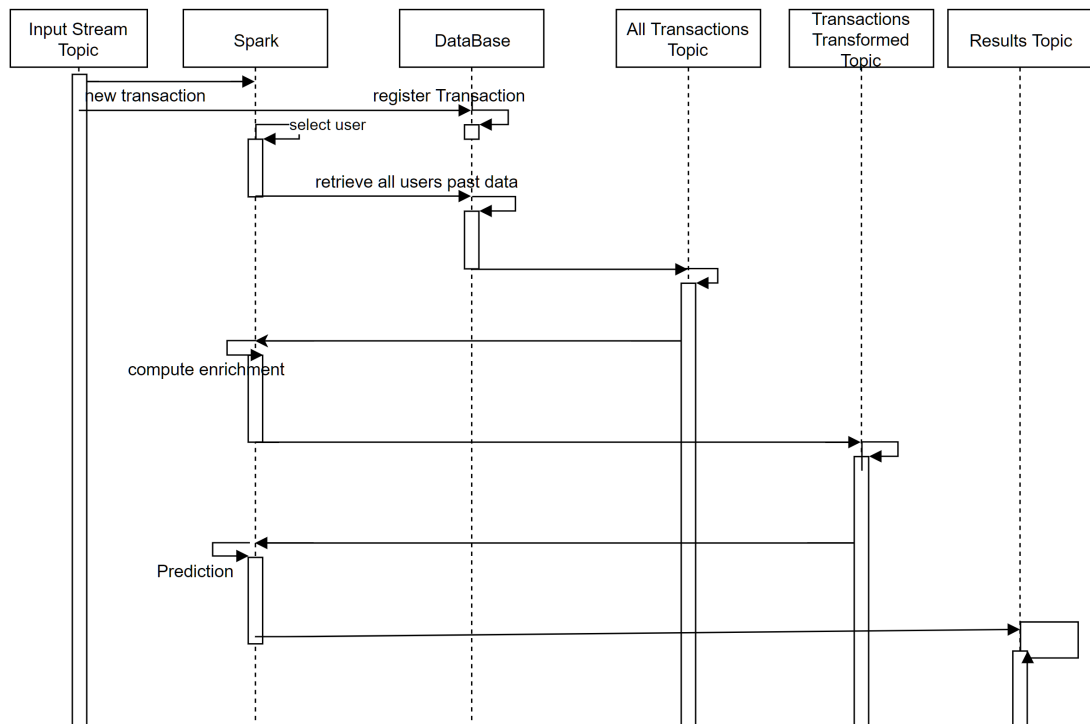 Input Stream
Topic
Spark
DataBase
All Transactions
Topic
Transactions
Transformed
Topic
Results Topic
new transaction
register Transaction
select user
retrieve all users past data
compute enrichment
Prediction